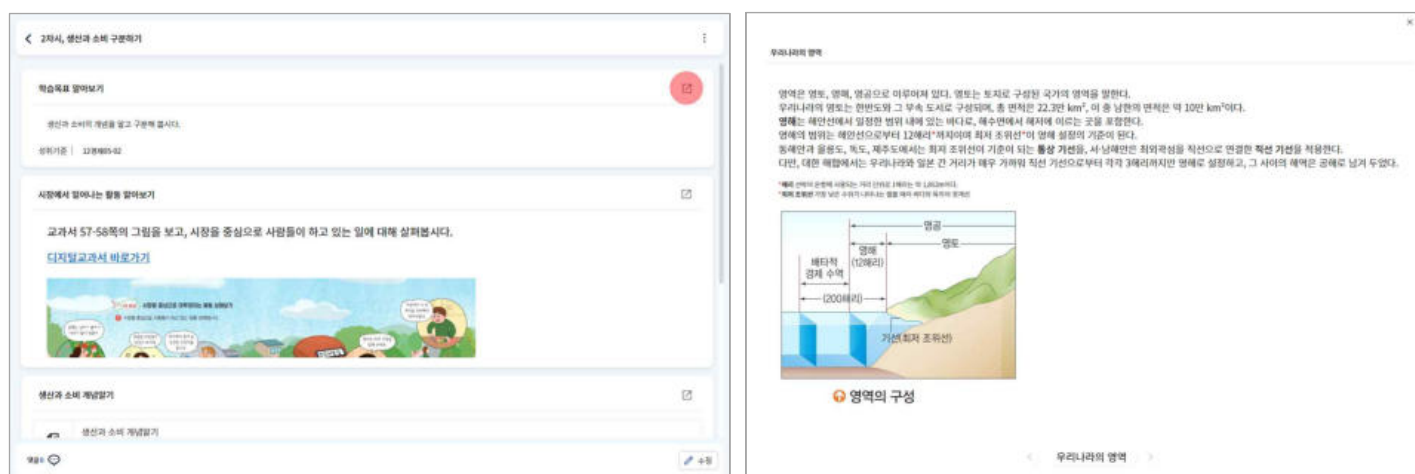 2차시, 생산과 소비 구분하기
학습목표 알아보기
생산과 소비의 개념을 알고 구분해 봅시다.
성취기준
시장에서 일어나는 활동 알아보기
교과서 57-58쪽의 그림을 보고, 시장을 중심으로 사람들이 하고 있는 일에 대해 살펴봅시다.
디지털교과서 바로가기
생산과 소비 개념알기
생산과 소비 개념알기
수정
우리나라의 영역
영역은 영토, 영해, 영공으로 이루어져 있다. 영토는 토지로 구성된 국가의 영역을 말한다.
우리나라의 영토는 한반도와 그 부속 도서로 구성되며, 총 면적은 22.3만 km², 이 중 남한의 면적은 약 10만 km²이다.
영해는 해안선에서 일정한 범위 내에 있는 바다로, 해수면에서 해저에 이르는 곳을 포함한다.
영해의 범위는 해안선으로부터 12해리*까지이며 최저 조위선*이 영해 설정의 기준이 된다.
동해안과 울릉도, 독도, 제주도에서는 최저 조위선이 기준이 되는 통상 기선을, 서·남해안은 최외곽섬을 직선으로 연결한 직선 기선을 적용한다.
다만, 대한 해협에서는 우리나라와 일본 간 거리가 매우 가까워 직선 기선으로부터 각각 3해리까지만 영해로 설정하고, 그 사이의 해역은 공해로 남겨 두었다.
영공
영토
영해
(12해리)
배타적
경제 수역
(200해리)
기선(최저 조위선)
영역의 구성
우리나라의 영역